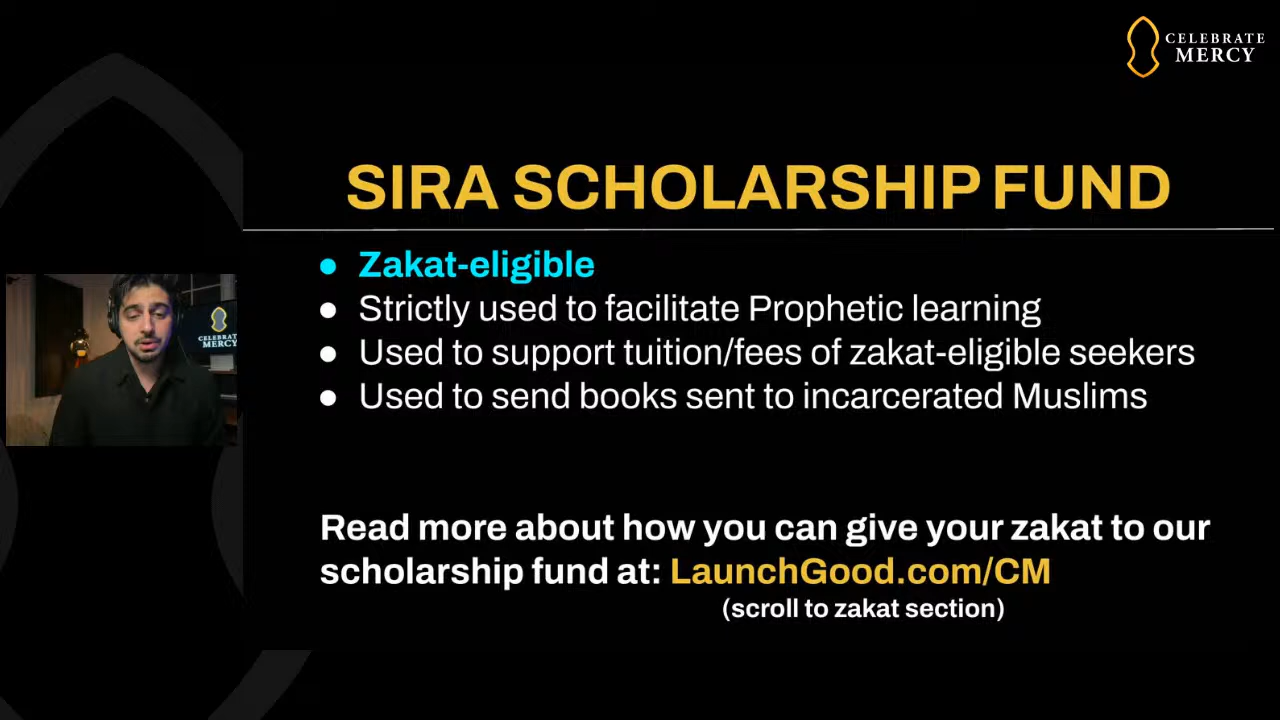 CELEBRATE
MERCY
SIRA SCHOLARSHIP FUND
● Zakat-eligible
● Strictly used to facilitate Prophetic learning
● Used to support tuition/fees of zakat-eligible seekers
● Used to send books sent to incarcerated Muslims
CELEBRATE
MERCY
Read more about how you can give your zakat to our
scholarship fund at: LaunchGood.com/CM
(scroll to zakat section)